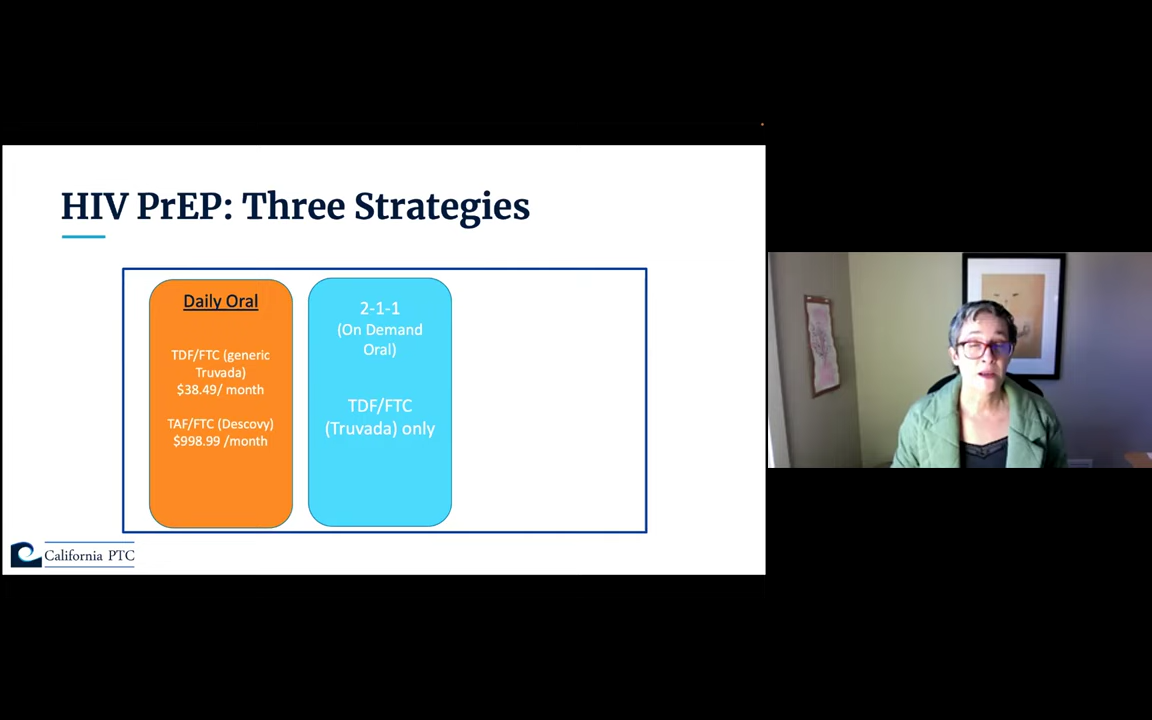 HIV PrEP: Three Strategies
Daily Oral
TDF/FTC (generic
Truvada)
$38.49/ month
TAF/FTC (Descovy)
$998.99 /month
2-1-1
(On Demand
Oral)
TDF/FTC
(Truvada) only
California PTC